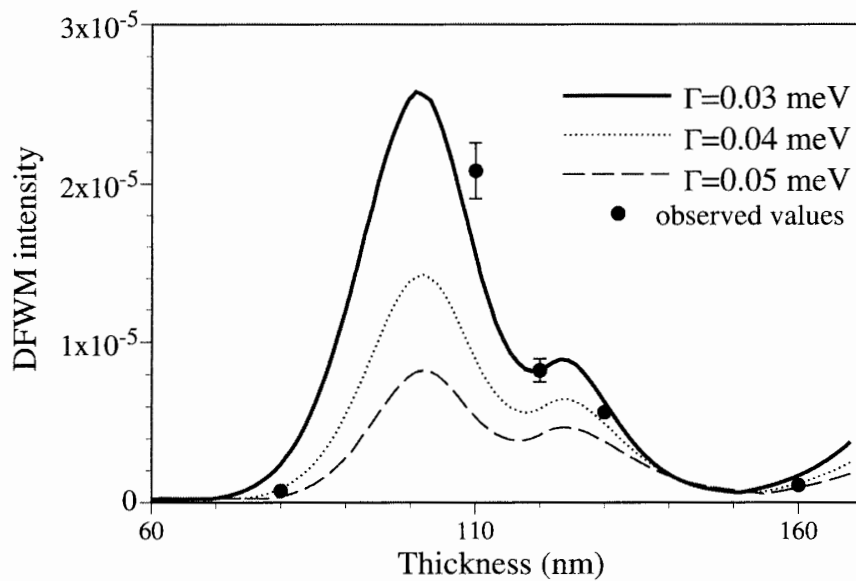 3x10⁻⁵
2x10⁻⁵
1x10⁻⁵
0
DFWM intensity
Γ=0.03 meV
Γ=0.04 meV
Γ=0.05 meV
observed values
60
110
160
Thickness (nm)